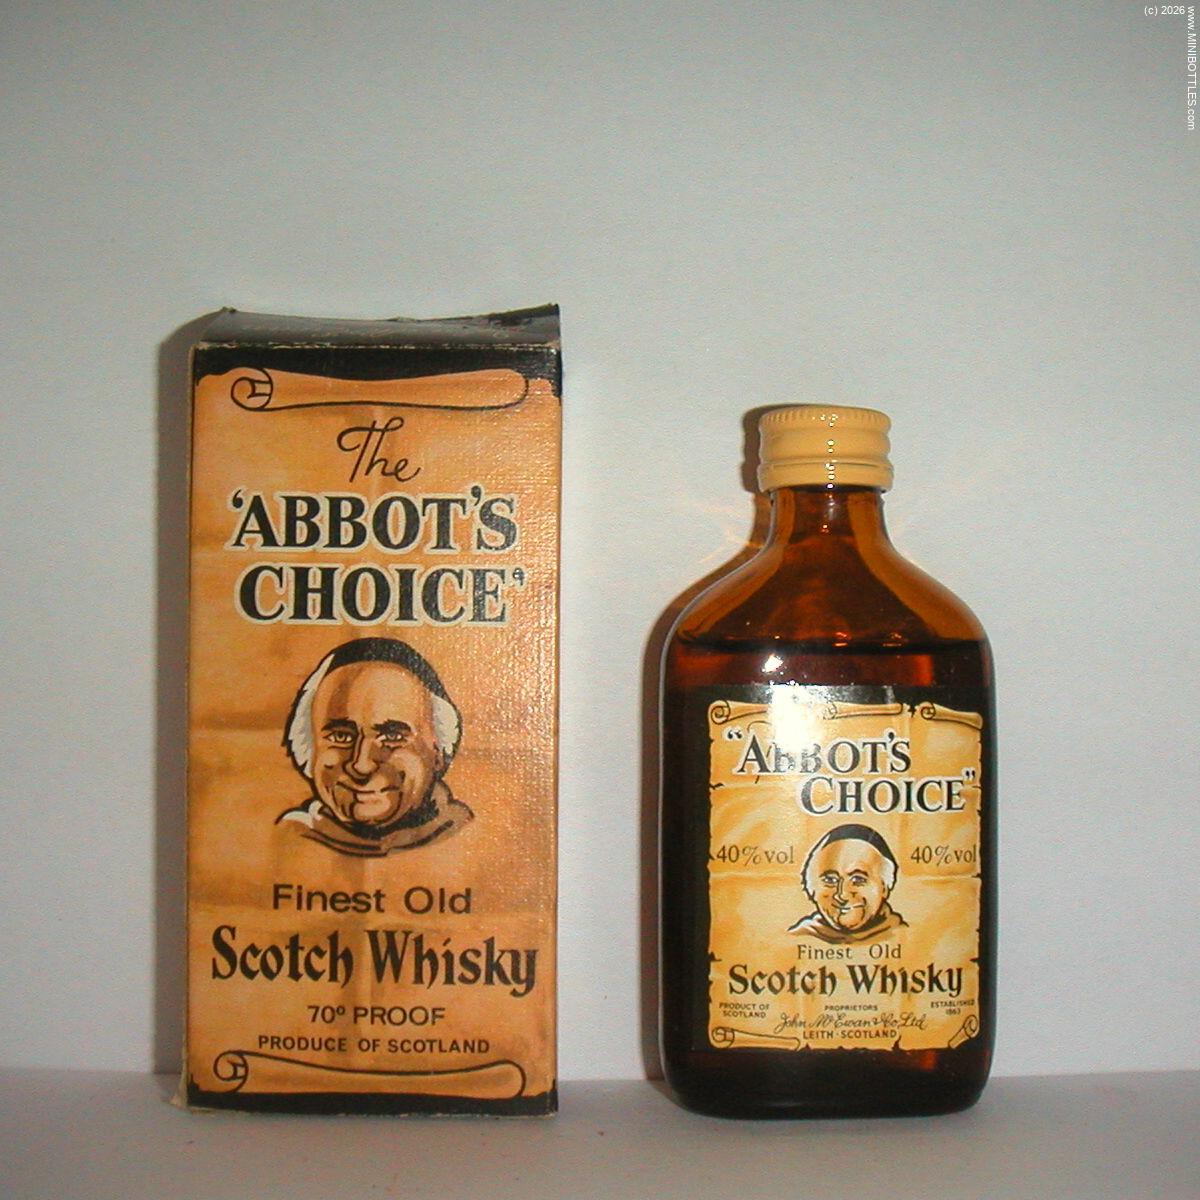 (c) 2026 www.MINIBOTTLES.com
The
'ABBOT'S
CHOICE'
Finest Old
Scotch Whisky
70º PROOF
PRODUCE OF SCOTLAND
"ABBOT'S
CHOICE"
40%vol 40%vol
Finest Old
Scotch Whisky
PRODUCT OF
SCOTLAND
PROPRIETORS
ESTABLISHED
1863
John McEwan & Co, Ltd
LEITH·SCOTLAND